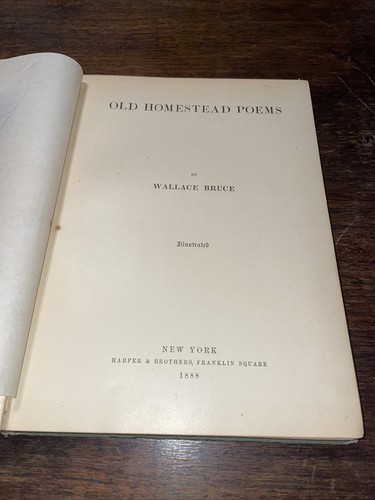 OLD HOMESTEAD POEMS
BY
WALLACE BRUCE
Illustrated
NEW YORK
HARPER & BROTHERS, FRANKLIN SQUARE
1888